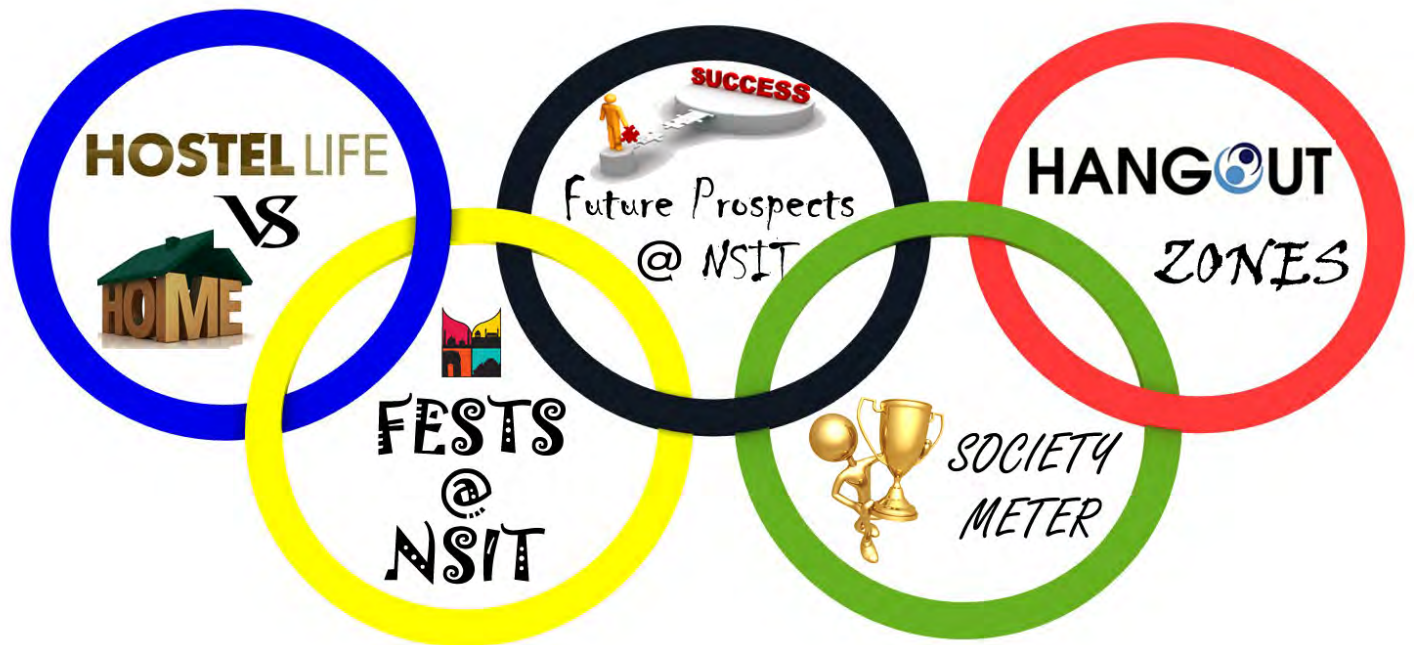 HOSTEL LIFE
VS
HOME
FESTS
@
NSIT
SUCCESS
Future Prospects
@ NSIT
SOCIETY
METER
HANGOUT
ZONES